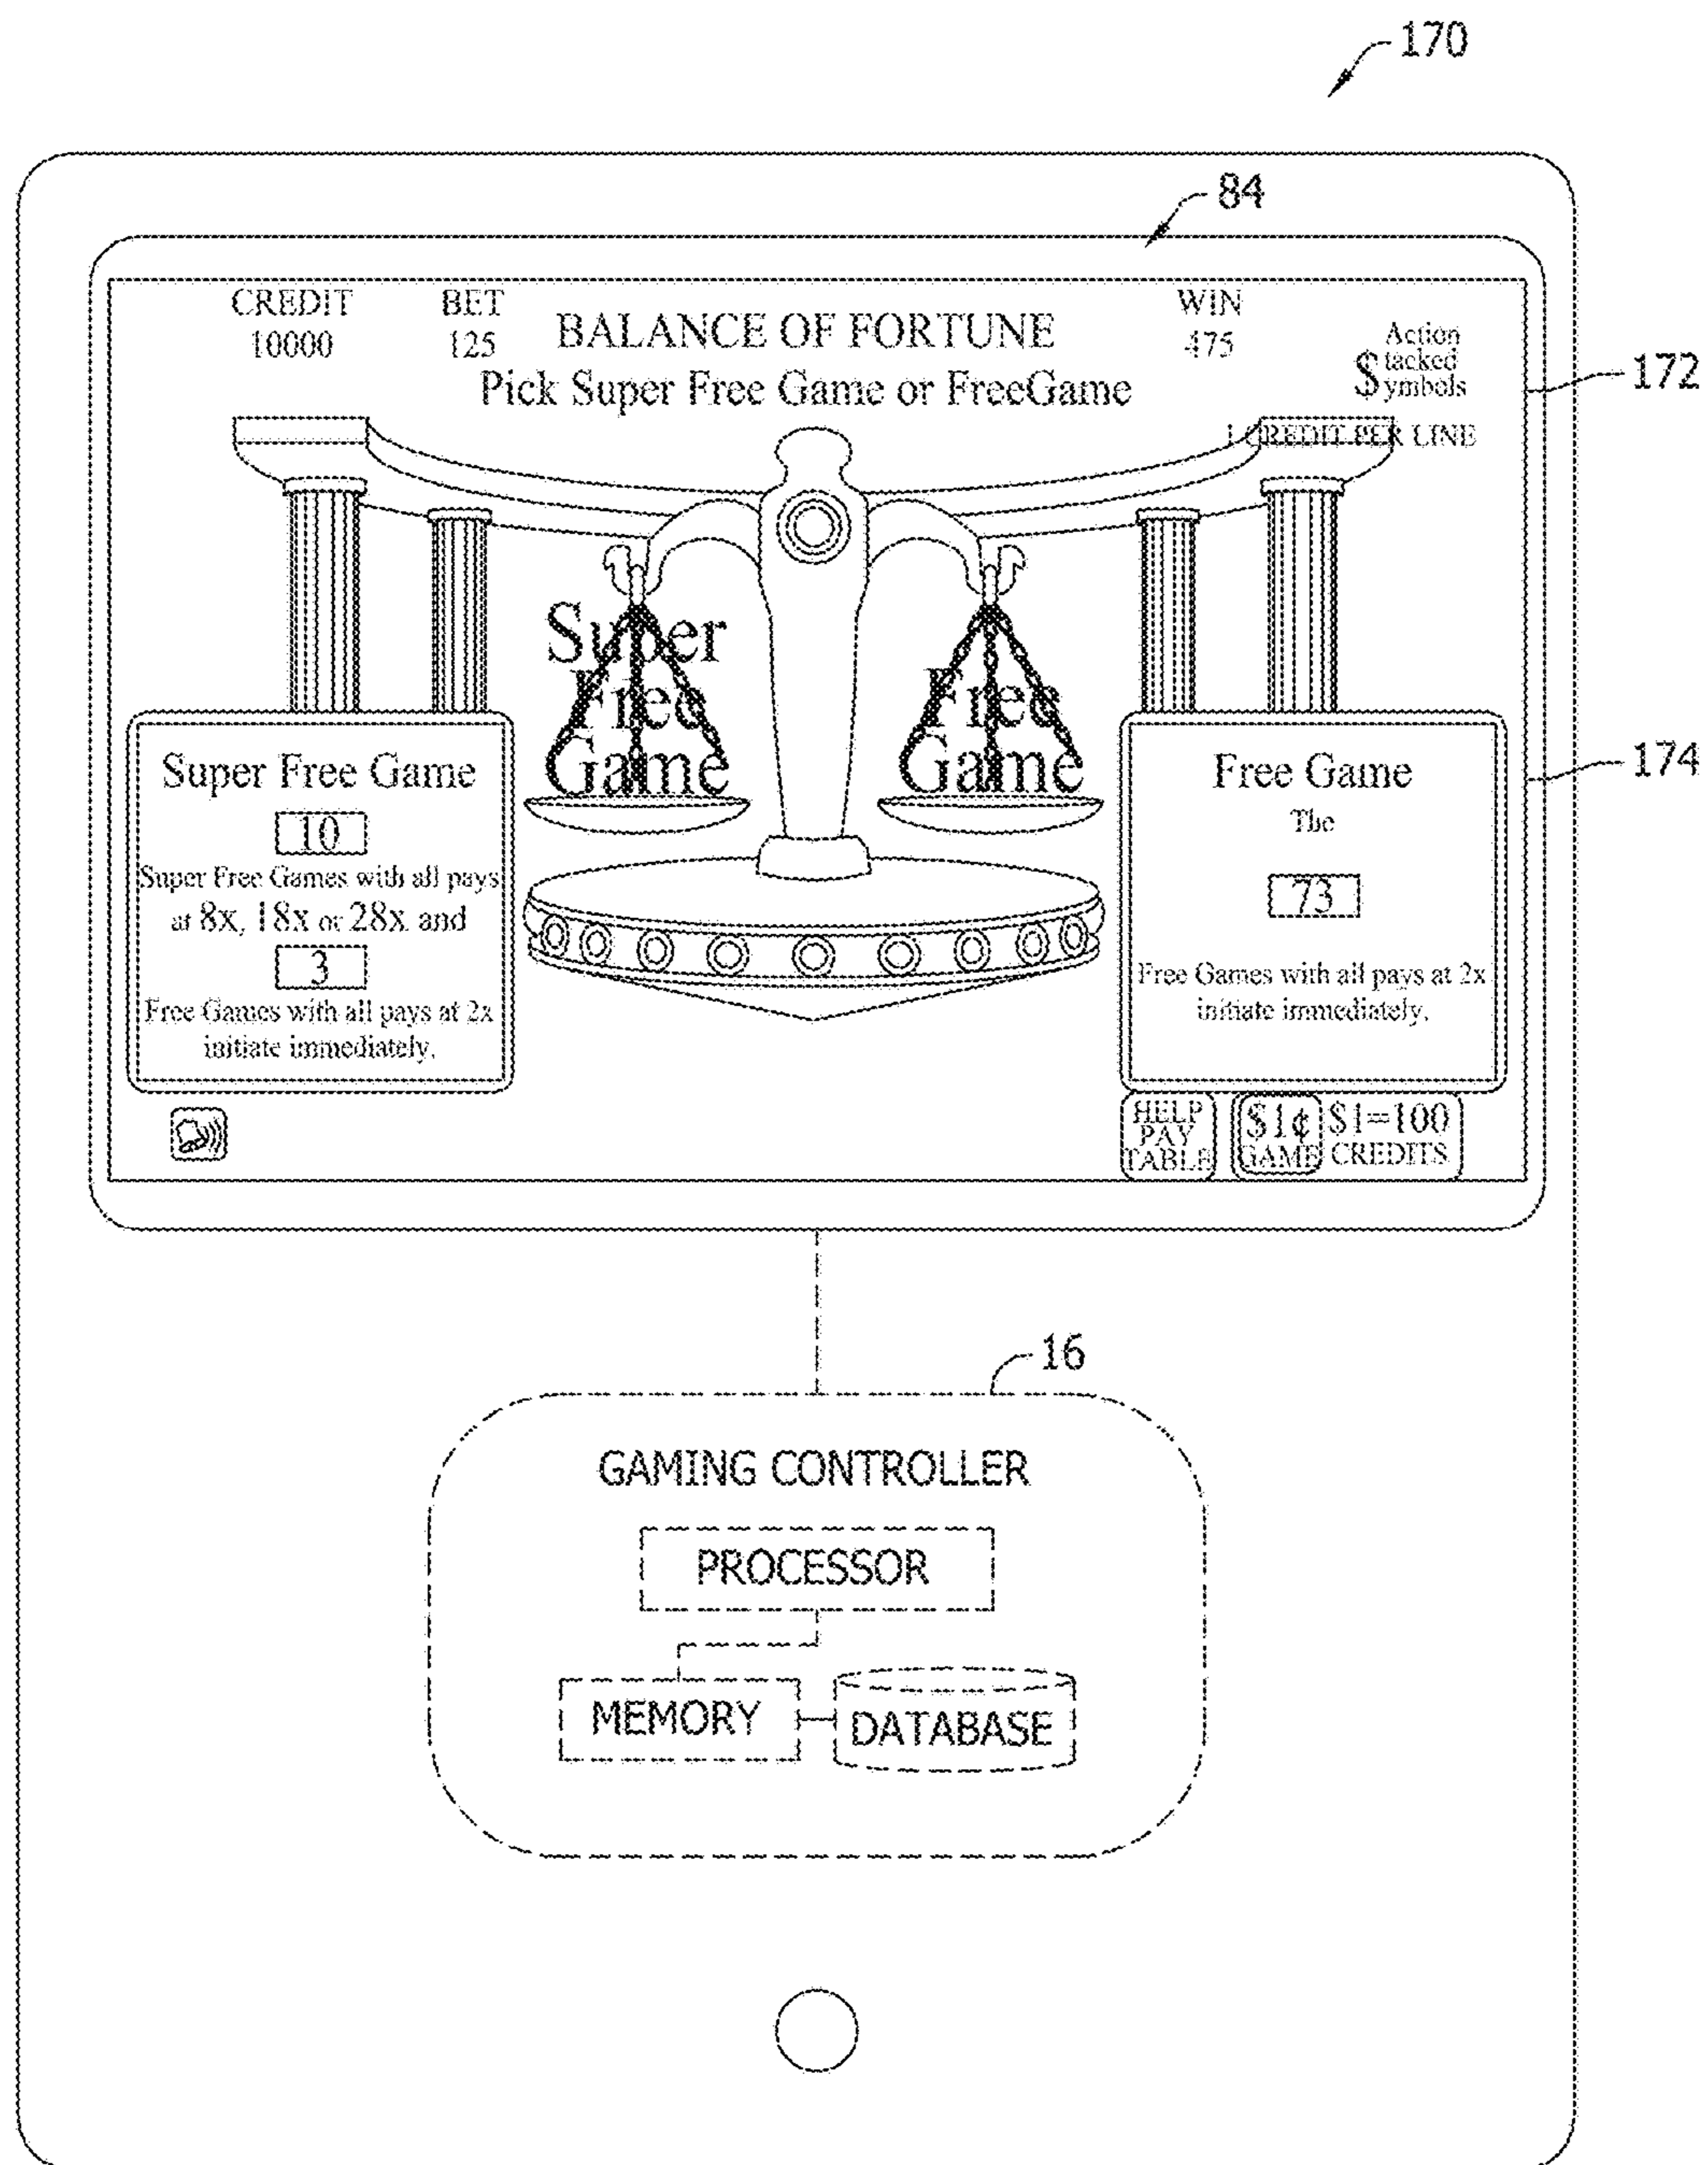 170
84
CREDIT
10000
BET
125
BALANCE OF FORTUNE
Pick Super Free Game or FreeGame
WIN
475
Action
$tacked
ymbols
172
1 CREDIT PER LINE
Super
Free
Game
Free
Game
Super Free Game
10
Super Free Games with all pays
at 8x, 18x or 28x and
3
Free Games with all pays at 2x
initiate immediately.
Free Game
The
73
Free Games with all pays at 2x
initiate immediately.
174
HELP
PAY
TABLE
$1¢
GAME
$1=100
CREDITS
16
GAMING CONTROLLER
PROCESSOR
MEMORY
DATABASE